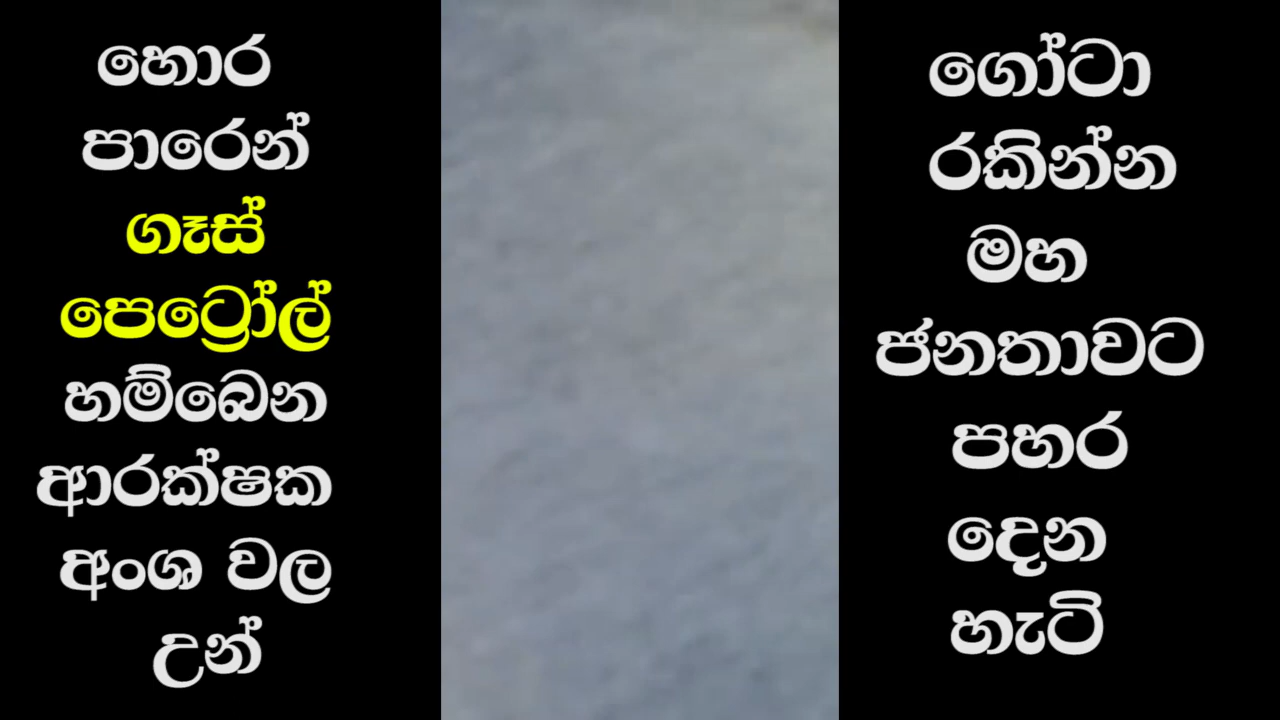 හොර
පාරෙන්
ගෑස්
පෙට්‍රෝල්
හම්බෙන
ආරක්ෂක
අංශ වල
උන්
ගෝටා
රකින්න
මහ
ජනතාවට
පහර
දෙන
හැටි